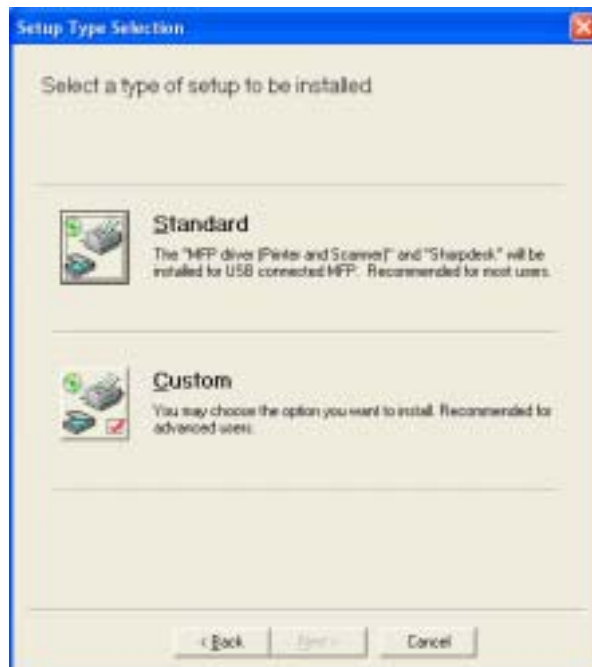 Setup Type Selection
Select a type of setup to be installed
Standard
The "MFP driver (Printer and Scanner)" and "Sharpdesk" will be
installed for USB connected MFP. Recommended for most users.
Custom
You may choose the option you want to install. Recommended for
advanced users.
< Back
Next >
Cancel